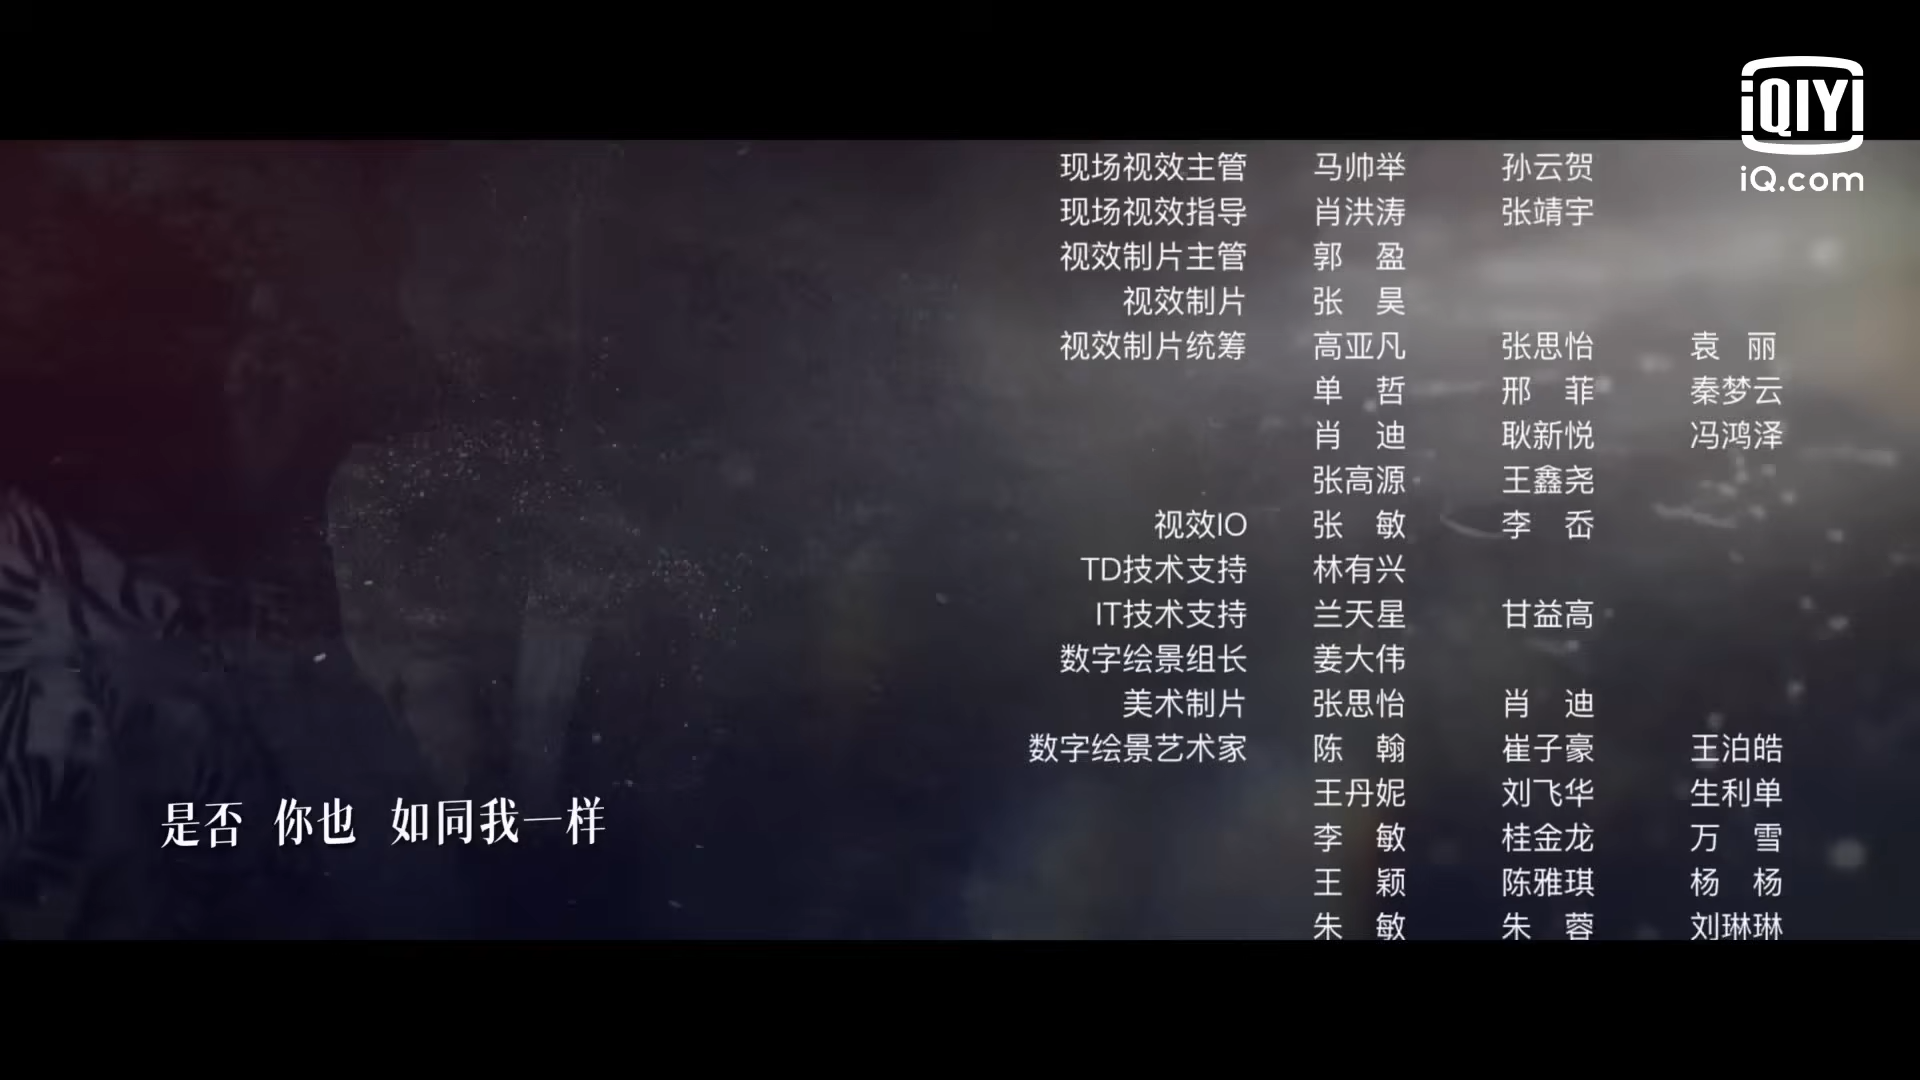 iQIYI
iQ.com
现场视效主管 马帅举 孙云贺
现场视效指导 肖洪涛 张靖宇
视效制片主管 郭 盈
视效制片 张 昊
视效制片统筹 高亚凡 张思怡 袁 丽
单 哲 邢 菲 秦梦云
肖 迪 耿新悦 冯鸿泽
张高源 王鑫尧
视效IO 张 敏 李 岙
TD技术支持 林有兴
IT技术支持 兰天星 甘益高
数字绘景组长 姜大伟
美术制片 张思怡 肖 迪
数字绘景艺术家 陈 翰 崔子豪 王泊皓
王丹妮 刘飞华 生利单
李 敏 桂金龙 万 雪
王 颖 陈雅琪 杨 杨
朱 敏 朱 蓉 刘琳琳
是否 你也 如同我一样